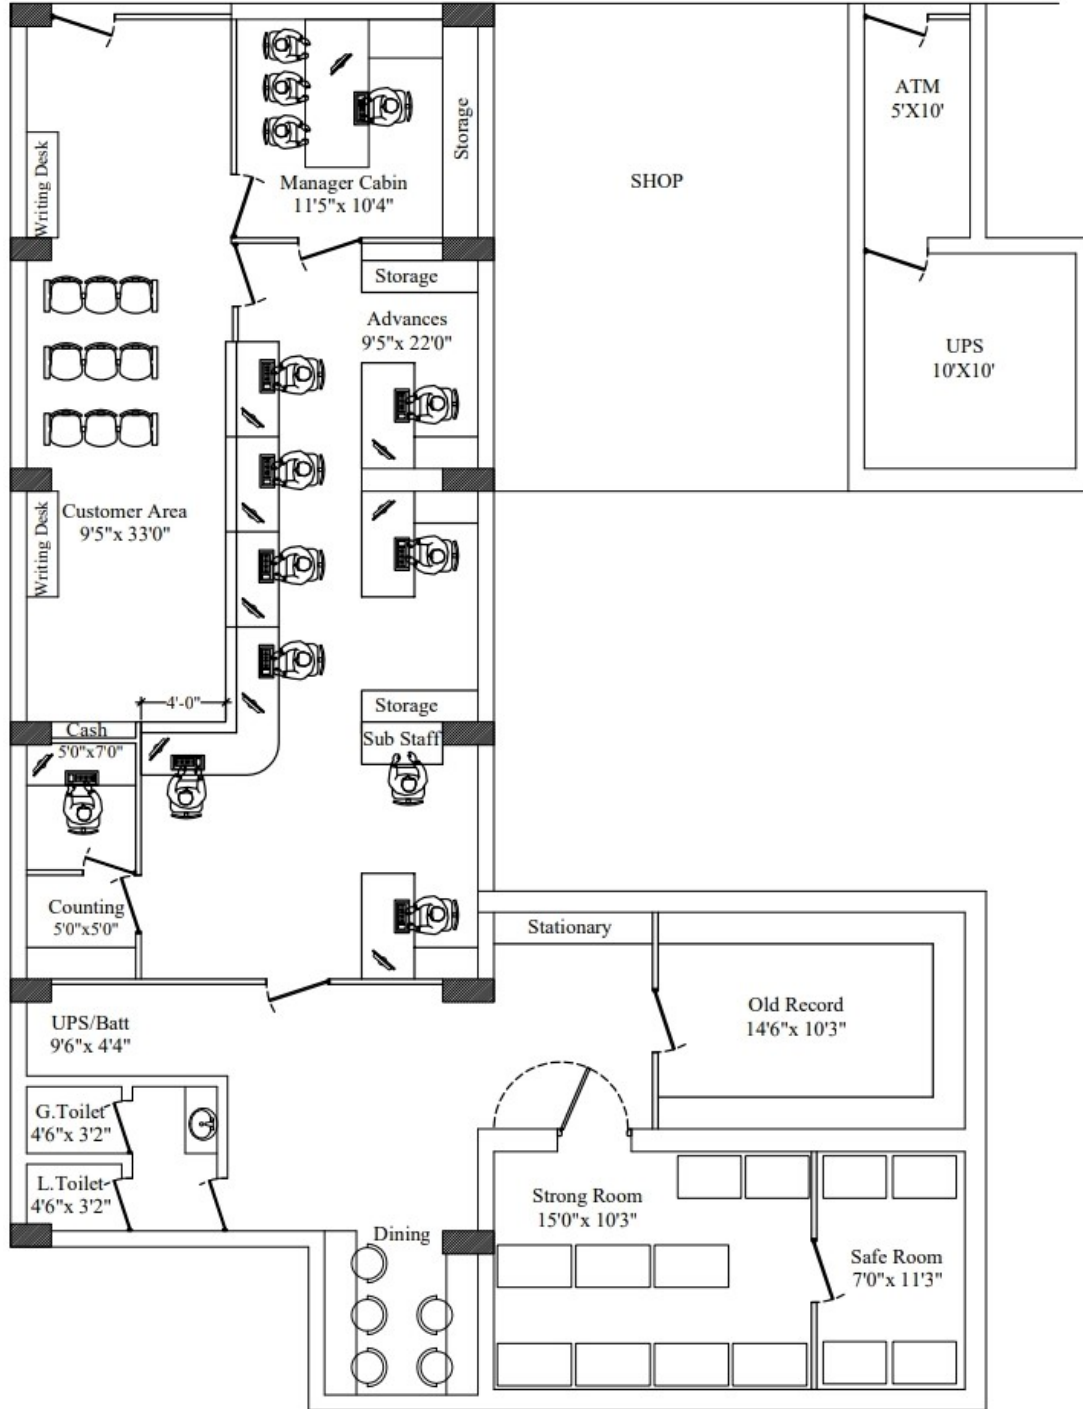 ATM
5'X10'
Storage
Writing Desk
Manager Cabin
11'5"x 10'4"
SHOP
Storage
Advances
9'5"x 22'0"
UPS
10'X10'
Customer Area
9'5"x 33'0"
Writing Desk
4'-0"
Storage
Cash
5'0"x7'0"
Sub Staff
Counting
5'0"x5'0"
Stationary
Old Record
14'6"x 10'3"
UPS/Batt
9'6"x 4'4"
G.Toilet
4'6"x 3'2"
L.Toilet
4'6"x 3'2"
Strong Room
15'0"x 10'3"
Dining
Safe Room
7'0"x 11'3"